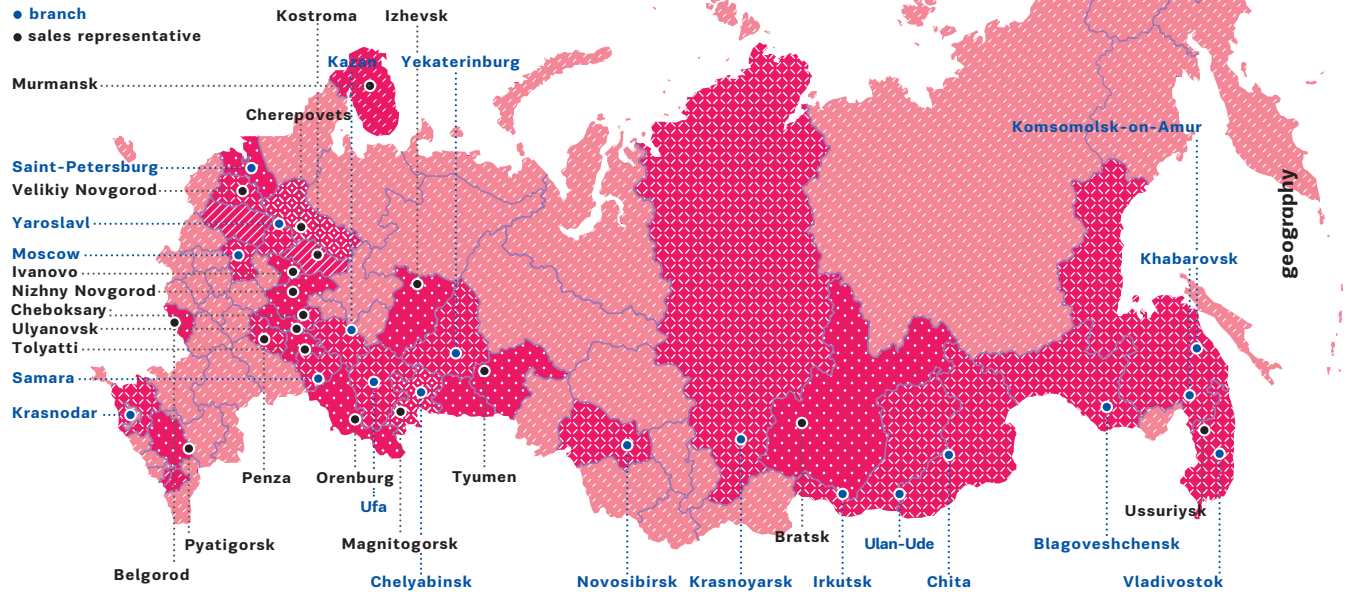 branch
sales representative
Kostroma
Izhevsk
Kazan
Yekaterinburg
Murmansk
Cherepovets
Komsomolsk-on-Amur
Saint-Petersburg
Velikiy Novgorod
geography
Yaroslavl
Moscow
Khabarovsk
Ivanovo
Nizhny Novgorod
Cheboksary
Ulyanovsk
Tolyatti
Samara
Krasnodar
Penza
Orenburg
Tyumen
Ufa
Ussuriysk
Bratsk
Pyatigorsk
Magnitogorsk
Ulan-Ude
Blagoveshchensk
Belgorod
Chelyabinsk
Novosibirsk
Krasnoyarsk
Irkutsk
Chita
Vladivostok